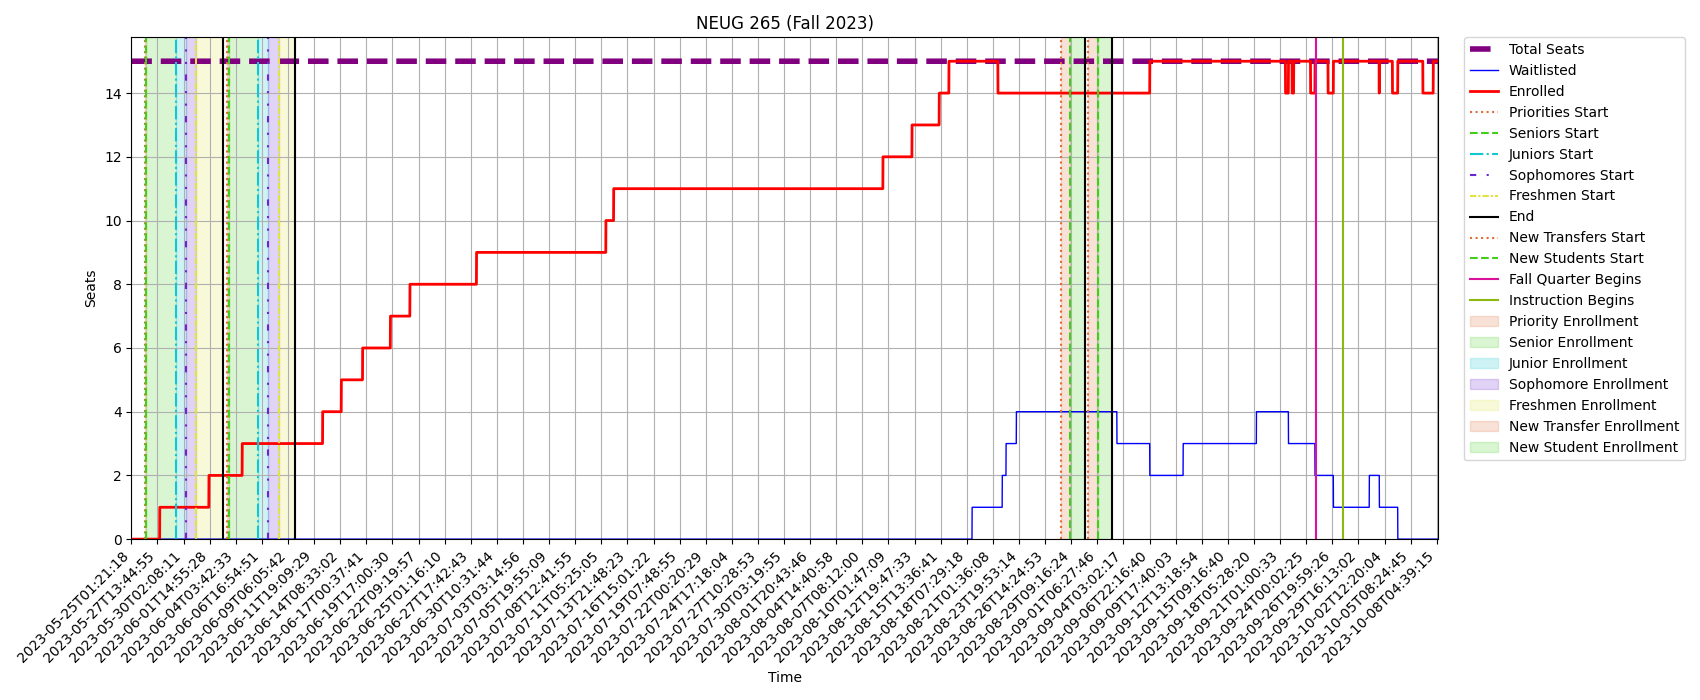 NEUG 265 (Fall 2023)
Seats
14
12
10
8
6
4
2
0
2023-05-25T01:21:18
2023-05-27T13:44:55
2023-05-30T02:08:11
2023-06-01T14:55:28
2023-06-04T03:42:33
2023-06-06T16:54:51
2023-06-09T06:05:42
2023-06-11T19:09:29
2023-06-14T08:33:02
2023-06-17T00:37:41
2023-06-19T17:00:30
2023-06-22T09:19:57
2023-06-25T01:16:10
2023-06-27T17:42:43
2023-06-30T10:31:44
2023-07-03T03:14:56
2023-07-05T19:55:09
2023-07-08T12:41:55
2023-07-11T05:25:05
2023-07-13T21:48:23
2023-07-16T15:01:22
2023-07-19T07:48:55
2023-07-22T00:20:29
2023-07-24T17:18:04
2023-07-27T10:28:53
2023-07-30T03:19:55
2023-08-01T20:43:46
2023-08-04T14:40:58
2023-08-07T08:12:00
2023-08-10T01:47:09
2023-08-12T19:47:33
2023-08-15T13:36:41
2023-08-18T07:29:18
2023-08-21T01:36:08
2023-08-23T19:53:14
2023-08-26T14:24:53
2023-08-29T09:16:24
2023-09-01T06:27:46
2023-09-04T03:02:17
2023-09-06T22:16:40
2023-09-09T17:40:03
2023-09-12T13:18:54
2023-09-15T09:16:40
2023-09-18T05:28:20
2023-09-21T01:00:33
2023-09-24T00:02:25
2023-09-26T19:59:26
2023-09-29T16:13:02
2023-10-02T12:20:04
2023-10-05T08:24:45
2023-10-08T04:39:15
Time
Total Seats
Waitlisted
Enrolled
Priorities Start
Seniors Start
Juniors Start
Sophomores Start
Freshmen Start
End
New Transfers Start
New Students Start
Fall Quarter Begins
Instruction Begins
Priority Enrollment
Senior Enrollment
Junior Enrollment
Sophomore Enrollment
Freshmen Enrollment
New Transfer Enrollment
New Student Enrollment